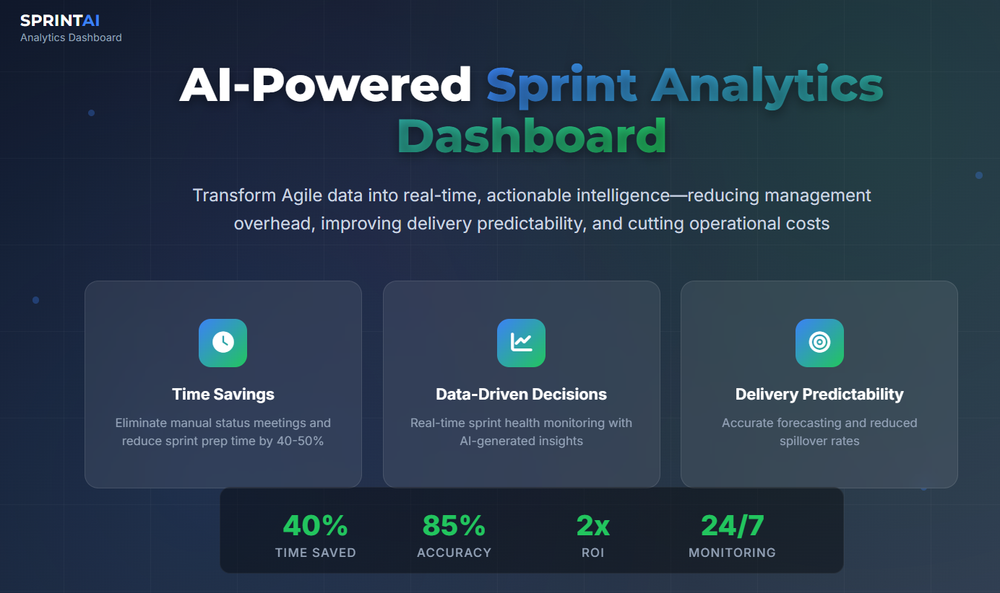 SPRINTAI
Analytics Dashboard
AI-Powered Sprint Analytics
Dashboard
Transform Agile data into real-time, actionable intelligence—reducing management
overhead, improving delivery predictability, and cutting operational costs
Time Savings
Eliminate manual status meetings and
reduce sprint prep time by 40-50%
Data-Driven Decisions
Real-time sprint health monitoring with
AI-generated insights
Delivery Predictability
Accurate forecasting and reduced
spillover rates
40%
TIME SAVED
85%
ACCURACY
2x
ROI
24/7
MONITORING